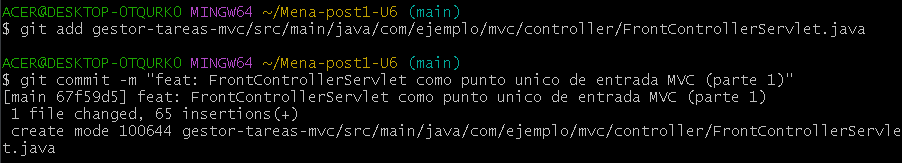 ACER@DESKTOP-0TQURKO MINGW64 ~/Mena-post1-U6 (main)
$ git add gestor-tareas-mvc/src/main/java/com/ejemplo/mvc/controller/FrontControllerServlet.java
ACER@DESKTOP-0TQURKO MINGW64 ~/Mena-post1-U6 (main)
$ git commit -m "feat: FrontControllerServlet como punto unico de entrada MVC (parte 1)"
[main 67f59d5] feat: FrontControllerServlet como punto unico de entrada MVC (parte 1)
 1 file changed, 65 insertions(+)
 create mode 100644 gestor-tareas-mvc/src/main/java/com/ejemplo/mvc/controller/FrontControllerServle
t.java